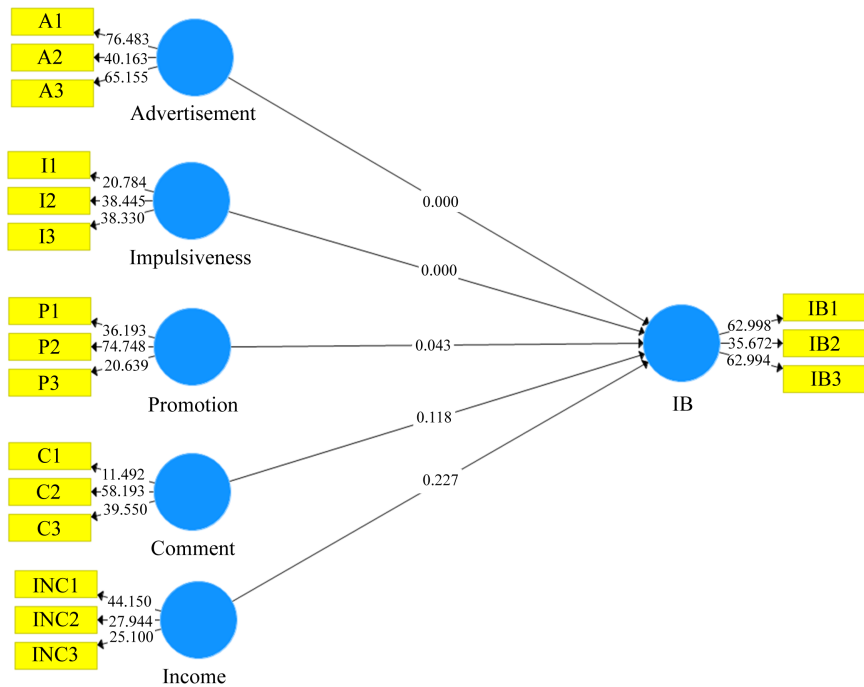 A1
76.483
A2
40.163
65.155
A3
Advertisement
0.000
I1
20.784
I2
38.445
38.330
I3
Impulsiveness
0.000
P1
36.193
P2
74.748
20.639
P3
Promotion
0.043
IB1
62.998
35.672
IB2
62.994
IB3
IB
C1
11.492
C2
58.193
39.550
C3
Comment
0.118
0.227
INC1
44.150
INC2
27.944
25.100
INC3
Income